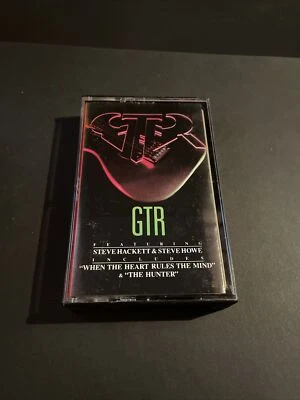 GTR
GTR
FEATURING
STEVE HACKETT & STEVE HOWE
INCLUDES
"WHEN THE HEART RULES THE MIND"
& "THE HUNTER"